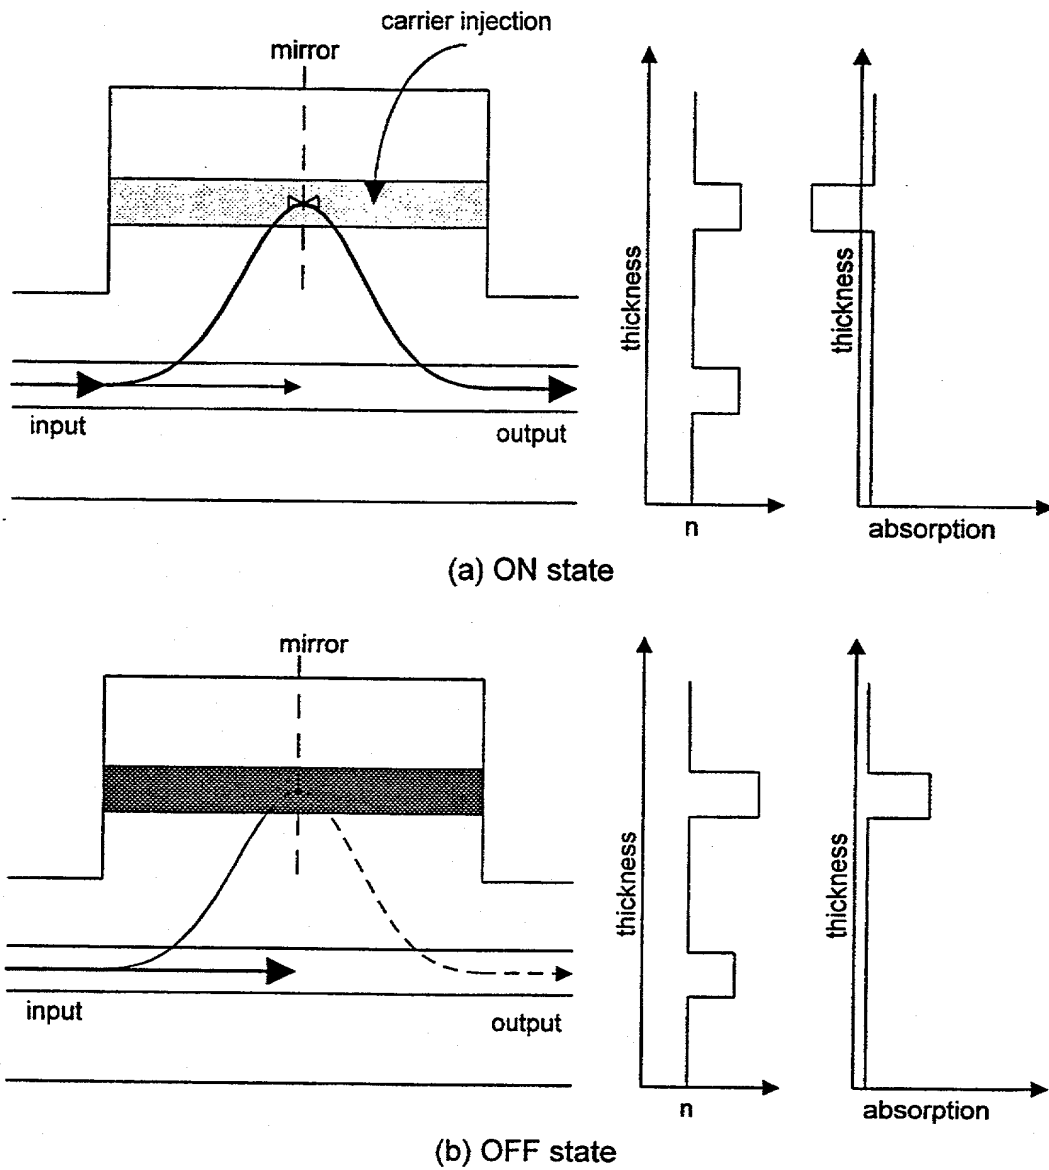 carrier injection
mirror
thickness
thickness
input
output
n
absorption
(a) ON state
mirror
thickness
thickness
input
output
n
absorption
(b) OFF state